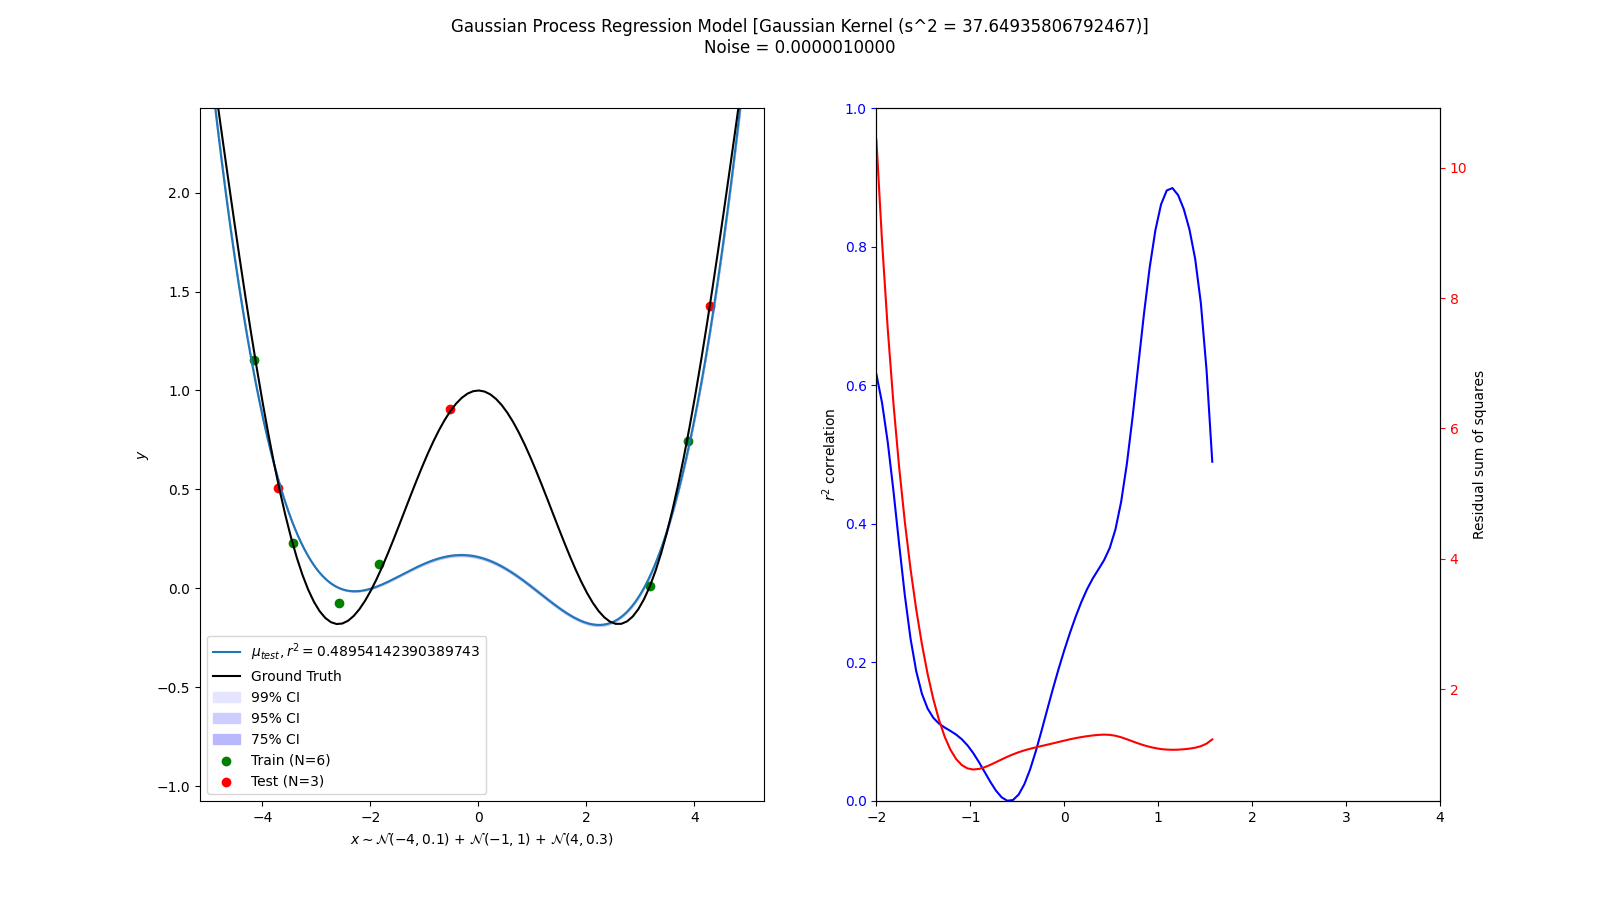 Gaussian Process Regression Model [Gaussian Kernel (s^2 = 37.64935806792467)]
Noise = 0.0000010000
2.0
1.5
1.0
0.5
0.0
−0.5
−1.0
y
−4
−2
0
2
4
x ∼ 𝒩(−4, 0.1) + 𝒩(−1, 1) + 𝒩(4, 0.3)
μ_test, r² = 0.48954142390389743
Ground Truth
99% CI
95% CI
75% CI
Train (N=6)
Test (N=3)
1.0
0.8
0.6
0.4
0.2
0.0
r² correlation
−2
−1
0
1
2
3
4
10
8
6
4
2
Residual sum of squares